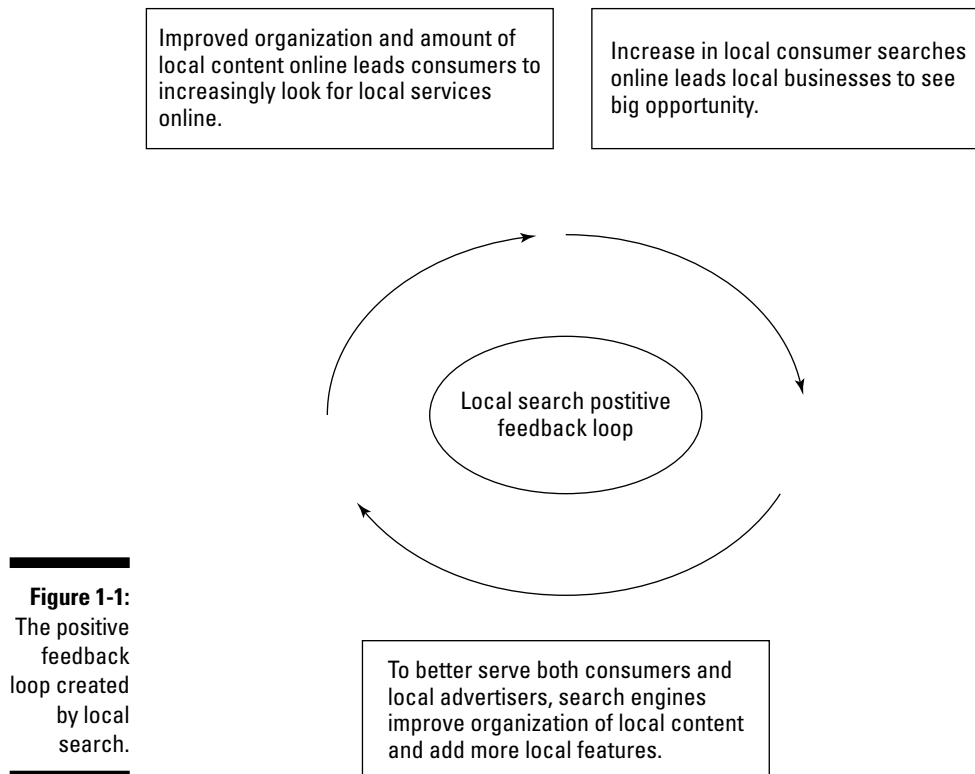 Improved organization and amount of
local content online leads consumers to
increasingly look for local services
online.
Increase in local consumer searches
online leads local businesses to see
big opportunity.
Local search postitive
feedback loop
Figure 1-1:
The positive
feedback
loop created
by local
search.
To better serve both consumers and
local advertisers, search engines
improve organization of local content
and add more local features.